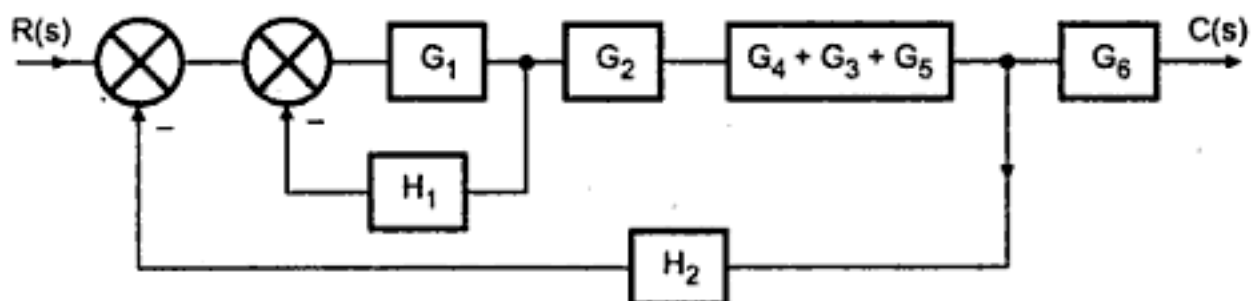 R(s) G₁ G₂ G₄ + G₃ + G₅ G₆ C(s)
− −
H₁
H₂